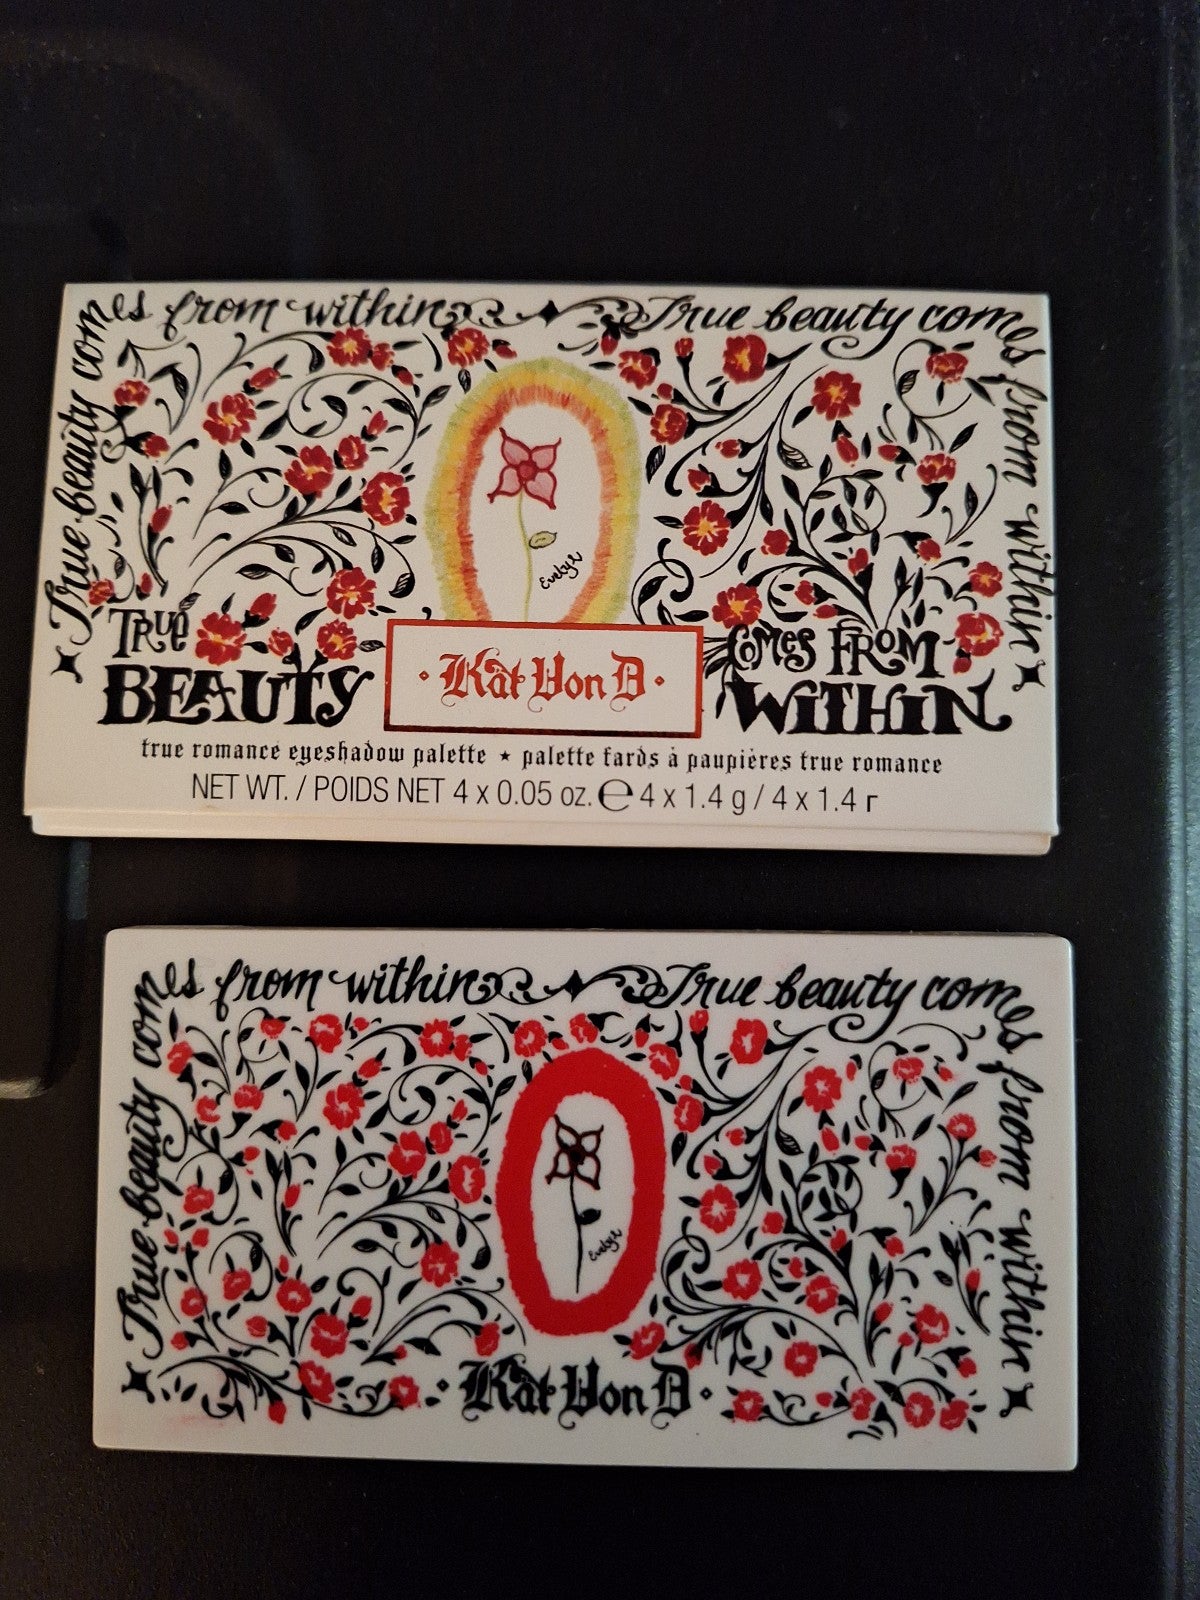 True beauty comes from within True beauty comes from within
Evelyn
TRUE BEAUTY
COMES FROM WITHIN
· Kat Von D ·
true romance eyeshadow palette ★ palette fards à paupières true romance
NET WT. / POIDS NET 4 x 0.05 oz. ℮ 4 x 1.4 g / 4 x 1.4 г
True beauty comes from within True beauty comes from within
Evelyn
· Kat Von D ·